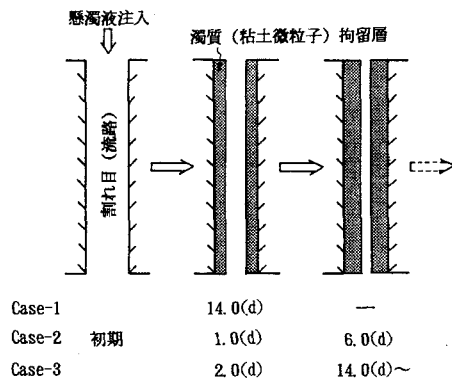 懸濁液注入
濁質(粘土微粒子)拘留層
割れ目(流路)
Case-1 14.0(d) —
Case-2 初期 1.0(d) 6.0(d)
Case-3 2.0(d) 14.0(d)~